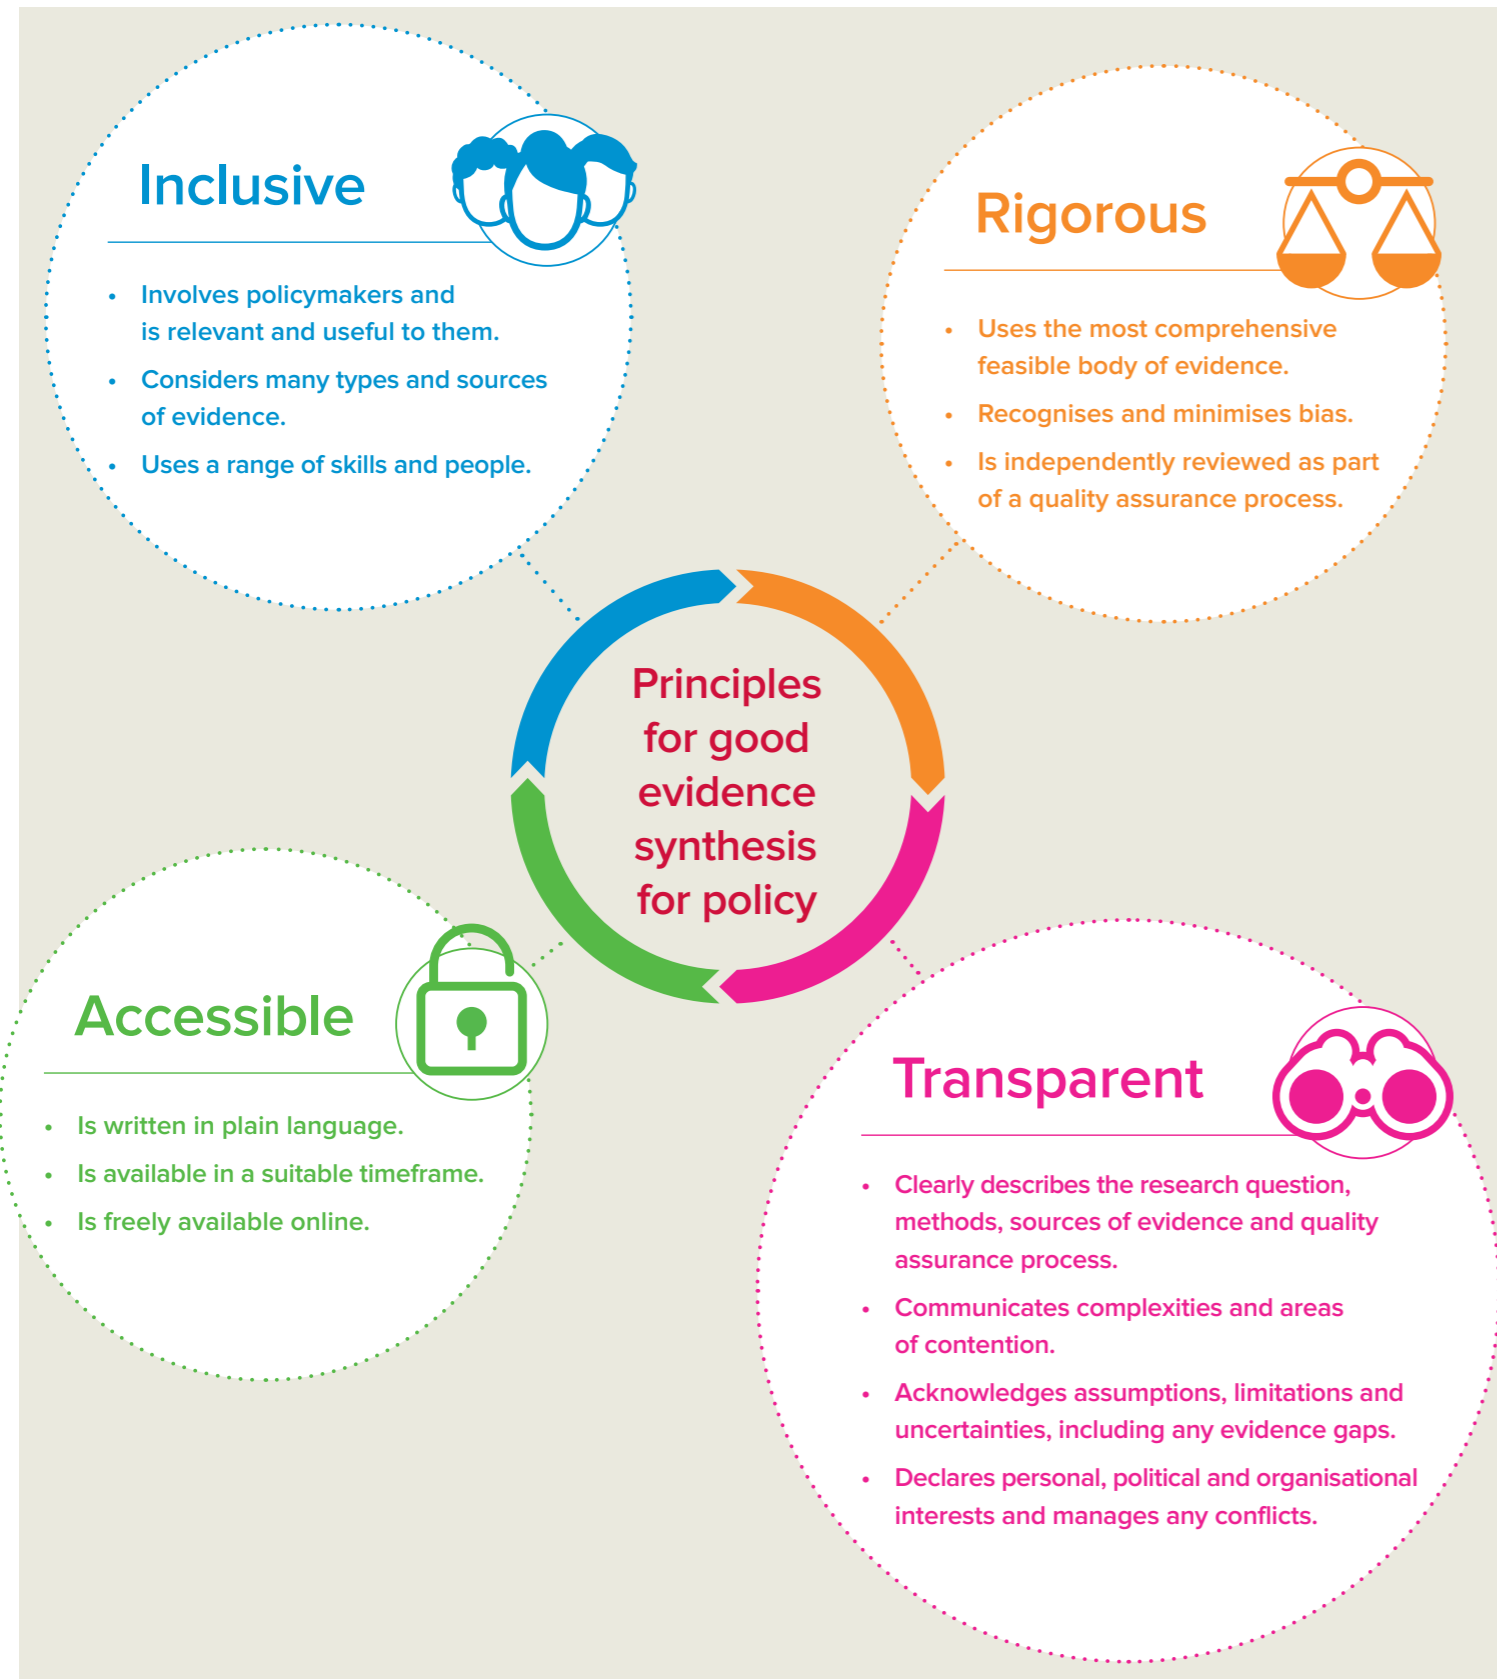 Inclusive
• Involves policymakers and
is relevant and useful to them.
• Considers many types and sources
of evidence.
• Uses a range of skills and people.
Rigorous
• Uses the most comprehensive
feasible body of evidence.
• Recognises and minimises bias.
• Is independently reviewed as part
of a quality assurance process.
Principles
for good
evidence
synthesis
for policy
Accessible
• Is written in plain language.
• Is available in a suitable timeframe.
• Is freely available online.
Transparent
• Clearly describes the research question,
methods, sources of evidence and quality
assurance process.
• Communicates complexities and areas
of contention.
• Acknowledges assumptions, limitations and
uncertainties, including any evidence gaps.
• Declares personal, political and organisational
interests and manages any conflicts.